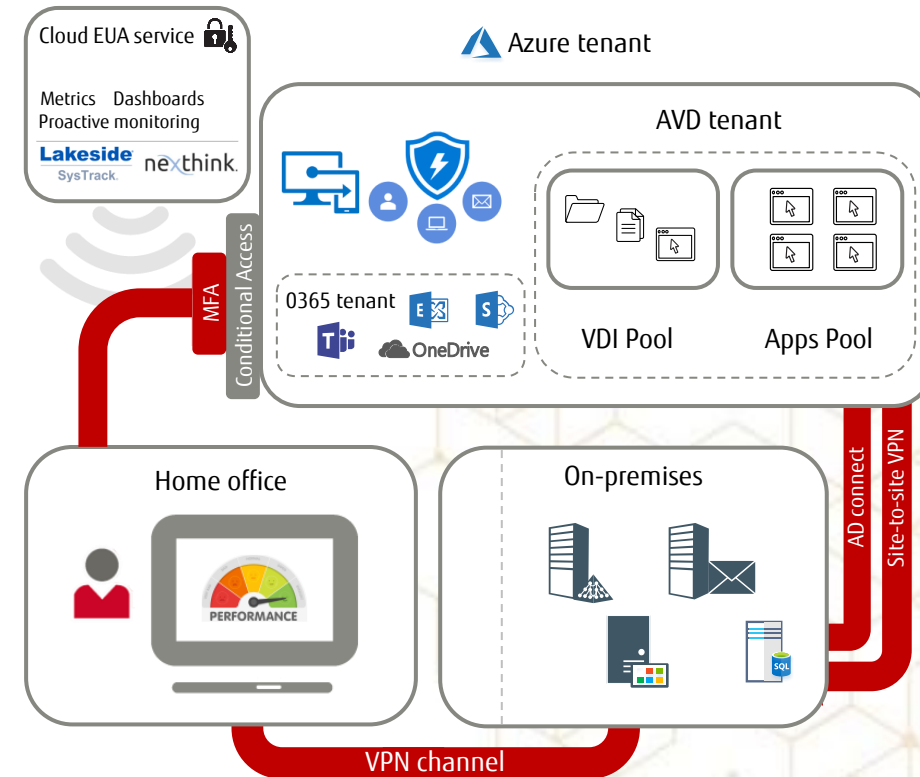 Cloud EUA service
Metrics Dashboards
Proactive monitoring
Lakeside
SysTrack.
nexthink.
Azure tenant
AVD tenant
VDI Pool
Apps Pool
0365 tenant
E
S
T
OneDrive
MFA
Conditional Access
Home office
PERFORMANCE
On-premises
SQL
AD connect
Site-to-site VPN
VPN channel